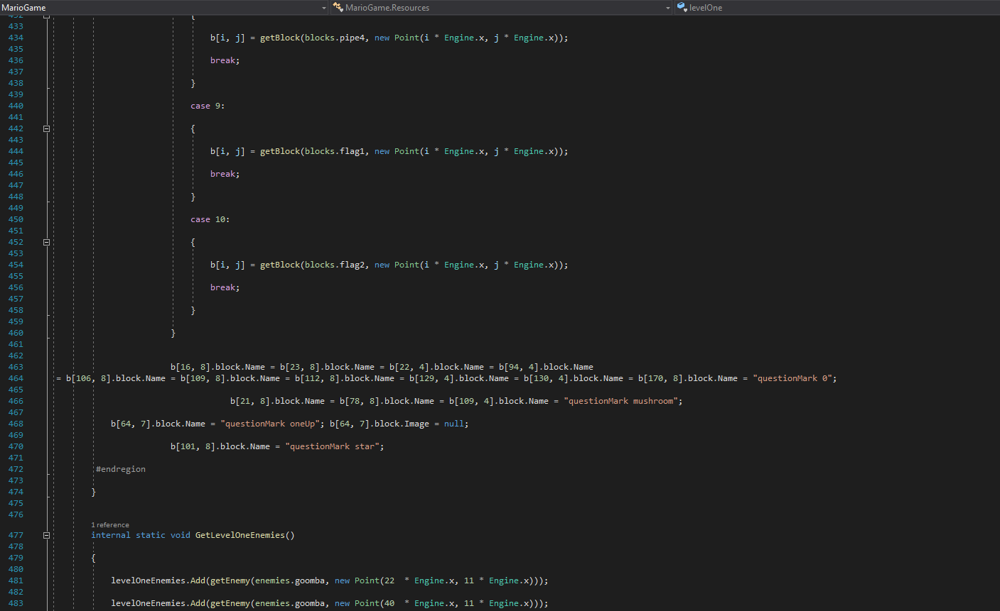 MarioGame MarioGame.Resources levelOne
432 {
433
434 b[i, j] = getBlock(blocks.pipe4, new Point(i * Engine.x, j * Engine.x));
435
436 break;
437
438 }
439
440 case 9:
441
442 {
443
444 b[i, j] = getBlock(blocks.flag1, new Point(i * Engine.x, j * Engine.x));
445
446 break;
447
448 }
449
450 case 10:
451
452 {
453
454 b[i, j] = getBlock(blocks.flag2, new Point(i * Engine.x, j * Engine.x));
455
456 break;
457
458 }
459
460 }
461
462
463 b[16, 8].block.Name = b[23, 8].block.Name = b[22, 4].block.Name = b[94, 4].block.Name
464 = b[106, 8].block.Name = b[109, 8].block.Name = b[112, 8].block.Name = b[129, 4].block.Name = b[130, 4].block.Name = b[170, 8].block.Name = "questionMark 0";
465
466 b[21, 8].block.Name = b[78, 8].block.Name = b[109, 4].block.Name = "questionMark mushroom";
467
468 b[64, 7].block.Name = "questionMark oneUp"; b[64, 7].block.Image = null;
469
470 b[101, 8].block.Name = "questionMark star";
471
472 #endregion
473
474 }
475
476
1 reference
477 internal static void GetLevelOneEnemies()
478
479 {
480
481 levelOneEnemies.Add(getEnemy(enemies.goomba, new Point(22  * Engine.x, 11 * Engine.x)));
482
483 levelOneEnemies.Add(getEnemy(enemies.goomba, new Point(40  * Engine.x, 11 * Engine.x)));